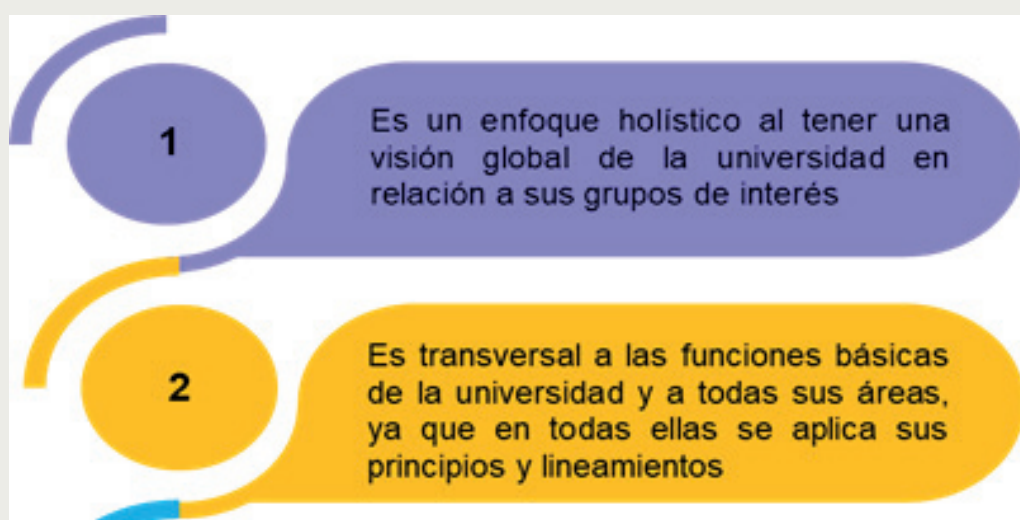 1
Es un enfoque holístico al tener una
visión global de la universidad en
relación a sus grupos de interés
2
Es transversal a las funciones básicas
de la universidad y a todas sus áreas,
ya que en todas ellas se aplica sus
principios y lineamientos